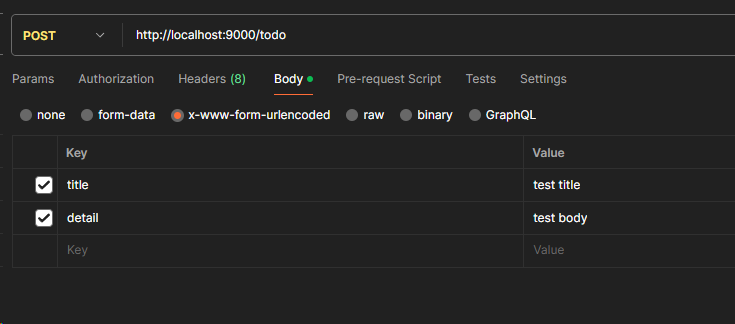 POST http://localhost:9000/todo
Params Authorization Headers (8) Body Pre-request Script Tests Settings
none form-data x-www-form-urlencoded raw binary GraphQL
Key Value
title test title
detail test body
Key Value